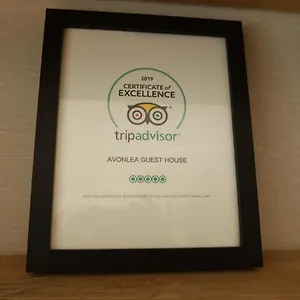 2019
CERTIFICATE of
EXCELLENCE
tripadvisor®
AVONLEA GUEST HOUSE